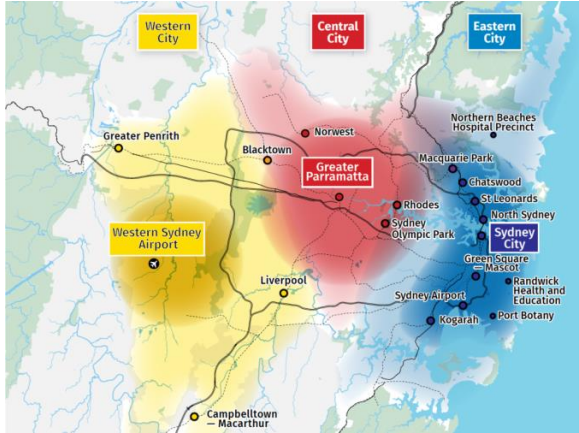 Western
City
Central
City
Eastern
City
Northern Beaches
Hospital Precinct
Greater Penrith
Norwest
Blacktown
Macquarie Park
Greater
Parramatta
Chatswood
St Leonards
Rhodes
North Sydney
Sydney
Olympic Park
Sydney
City
Western Sydney
Airport
Green Square
— Mascot
Liverpool
Randwick
Health and
Education
Sydney Airport
Port Botany
Kogarah
Campbelltown
— Macarthur